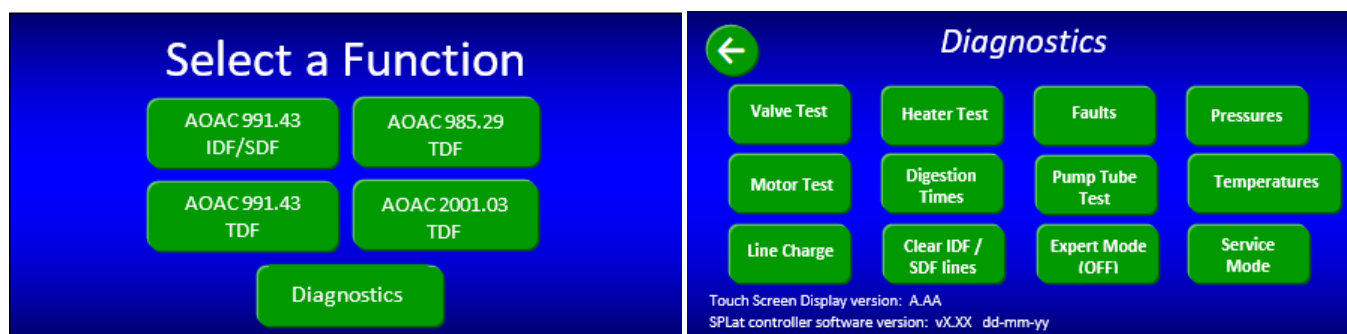 Select a Function
AOAC 991.43
IDF/SDF
AOAC 985.29
TDF
AOAC 991.43
TDF
AOAC 2001.03
TDF
Diagnostics
Diagnostics
Valve Test
Heater Test
Faults
Pressures
Motor Test
Digestion
Times
Pump Tube
Test
Temperatures
Line Charge
Clear IDF /
SDF lines
Expert Mode
(OFF)
Service
Mode
Touch Screen Display version: A.AA
SPLat controller software version: vX.XX dd-mm-yy